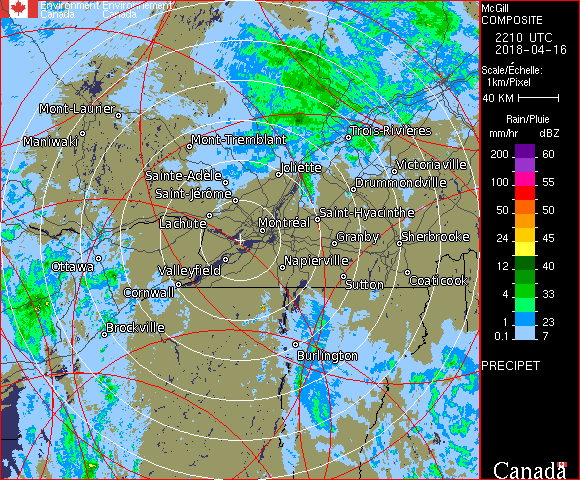 Environment Environnement
Canada Canada
McGill
COMPOSITE
2210 UTC
2018-04-16
Scale/Échelle:
1km/Pixel
40 KM
Rain/Pluie
mm/hr dBZ
200 60
100 55
50 50
24 45
12 40
4 33
2 23
0.1 7
PRECIPET
Canada
Mont-Laurier
Maniwaki
Mont-Tremblant
Trois-Rivières
Joliette
Victoriaville
Sainte-Adèle
Drummondville
Saint-Jérôme
Lachute
Saint-Hyacinthe
Montréal
Granby
Sherbrooke
Ottawa
Valleyfield
Napierville
Cornwall
Sutton
Coaticook
Brockville
Burlington